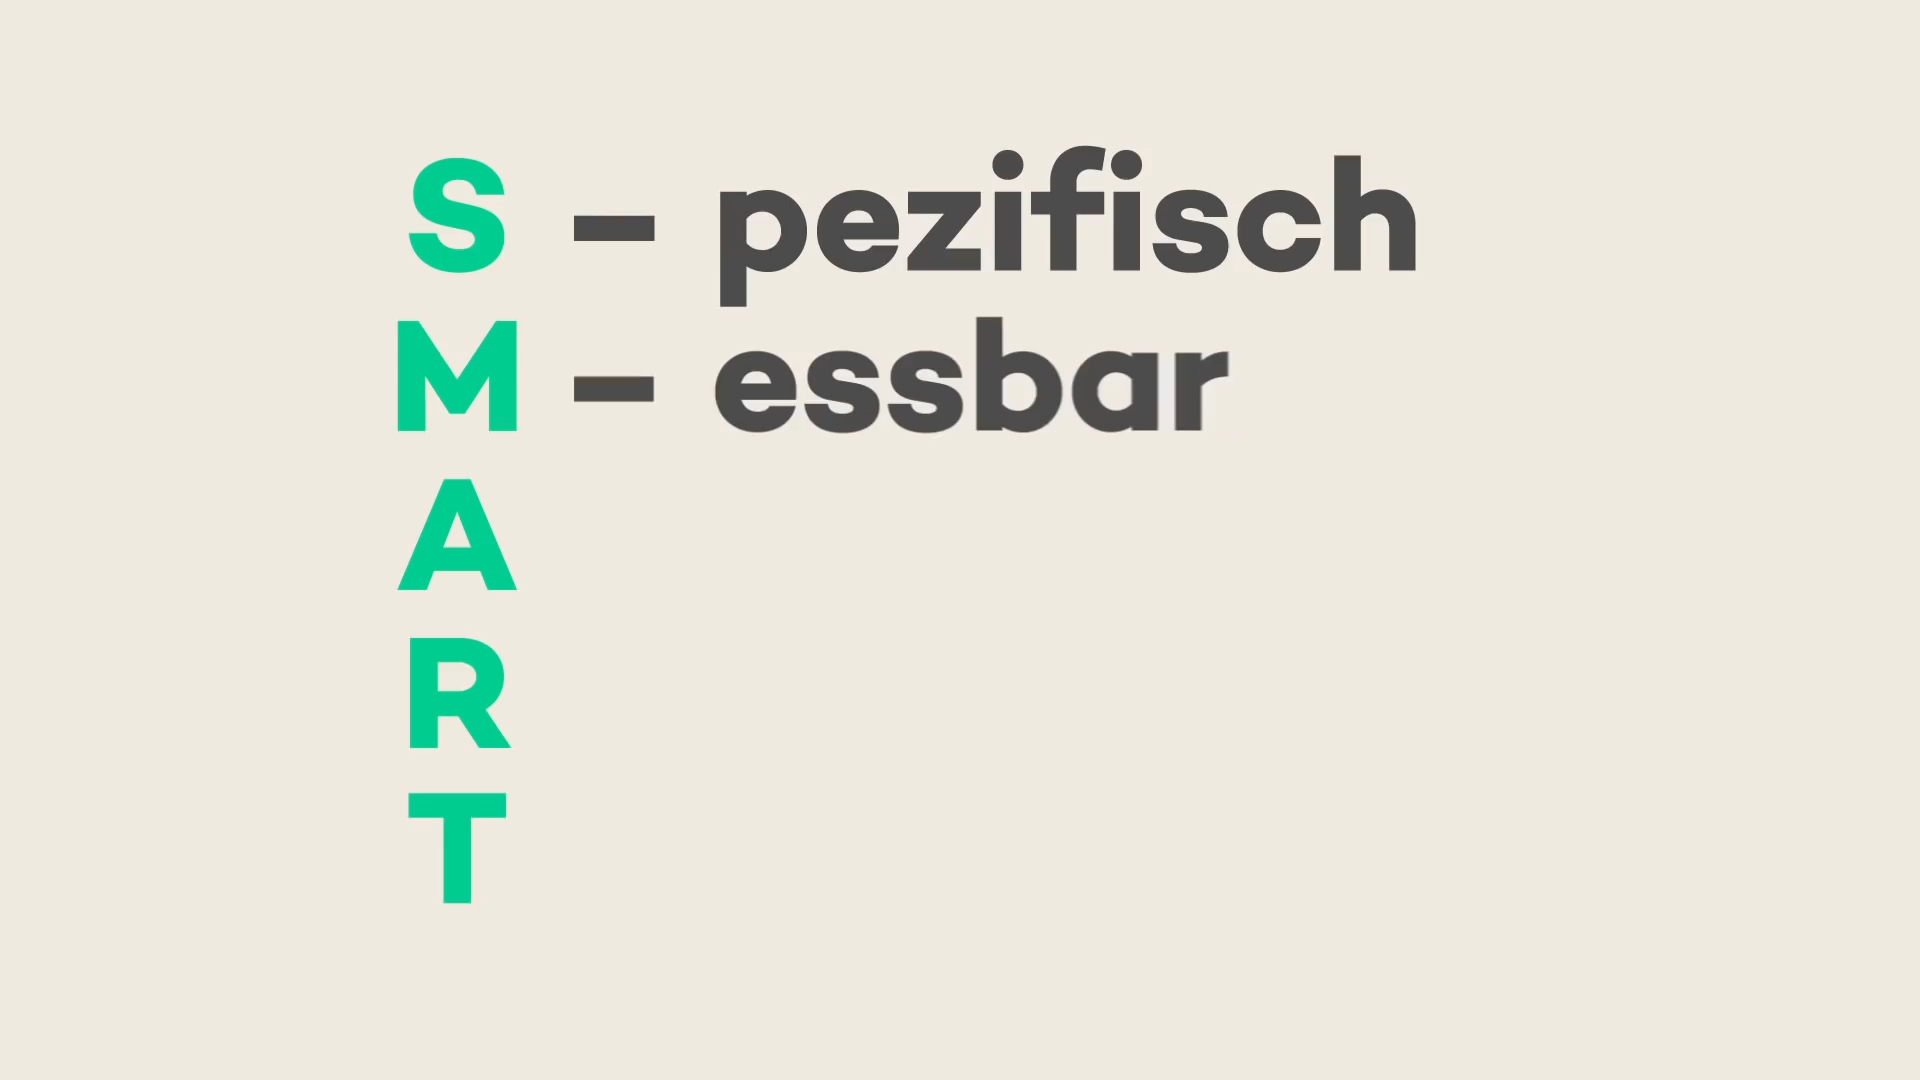 S – pezifisch
M – essbar
A
R
T